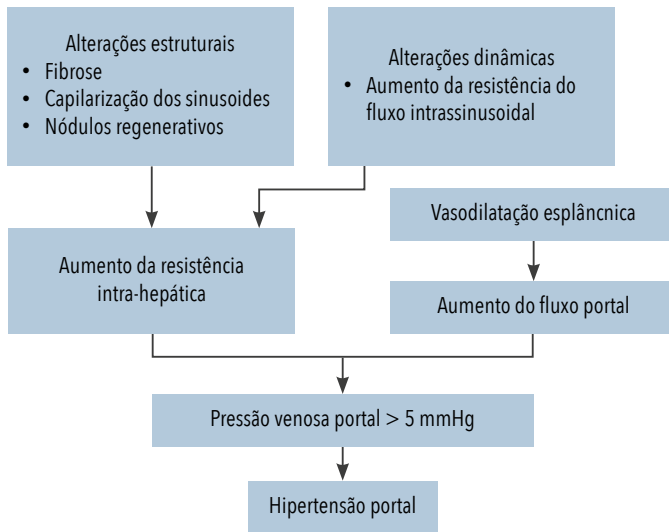 Alterações estruturais
• Fibrose
• Capilarização dos sinusoides
• Nódulos regenerativos
Alterações dinâmicas
• Aumento da resistência do
fluxo intrassinusoidal
Vasodilatação esplâncnica
Aumento da resistência
intra-hepática
Aumento do fluxo portal
Pressão venosa portal > 5 mmHg
Hipertensão portal